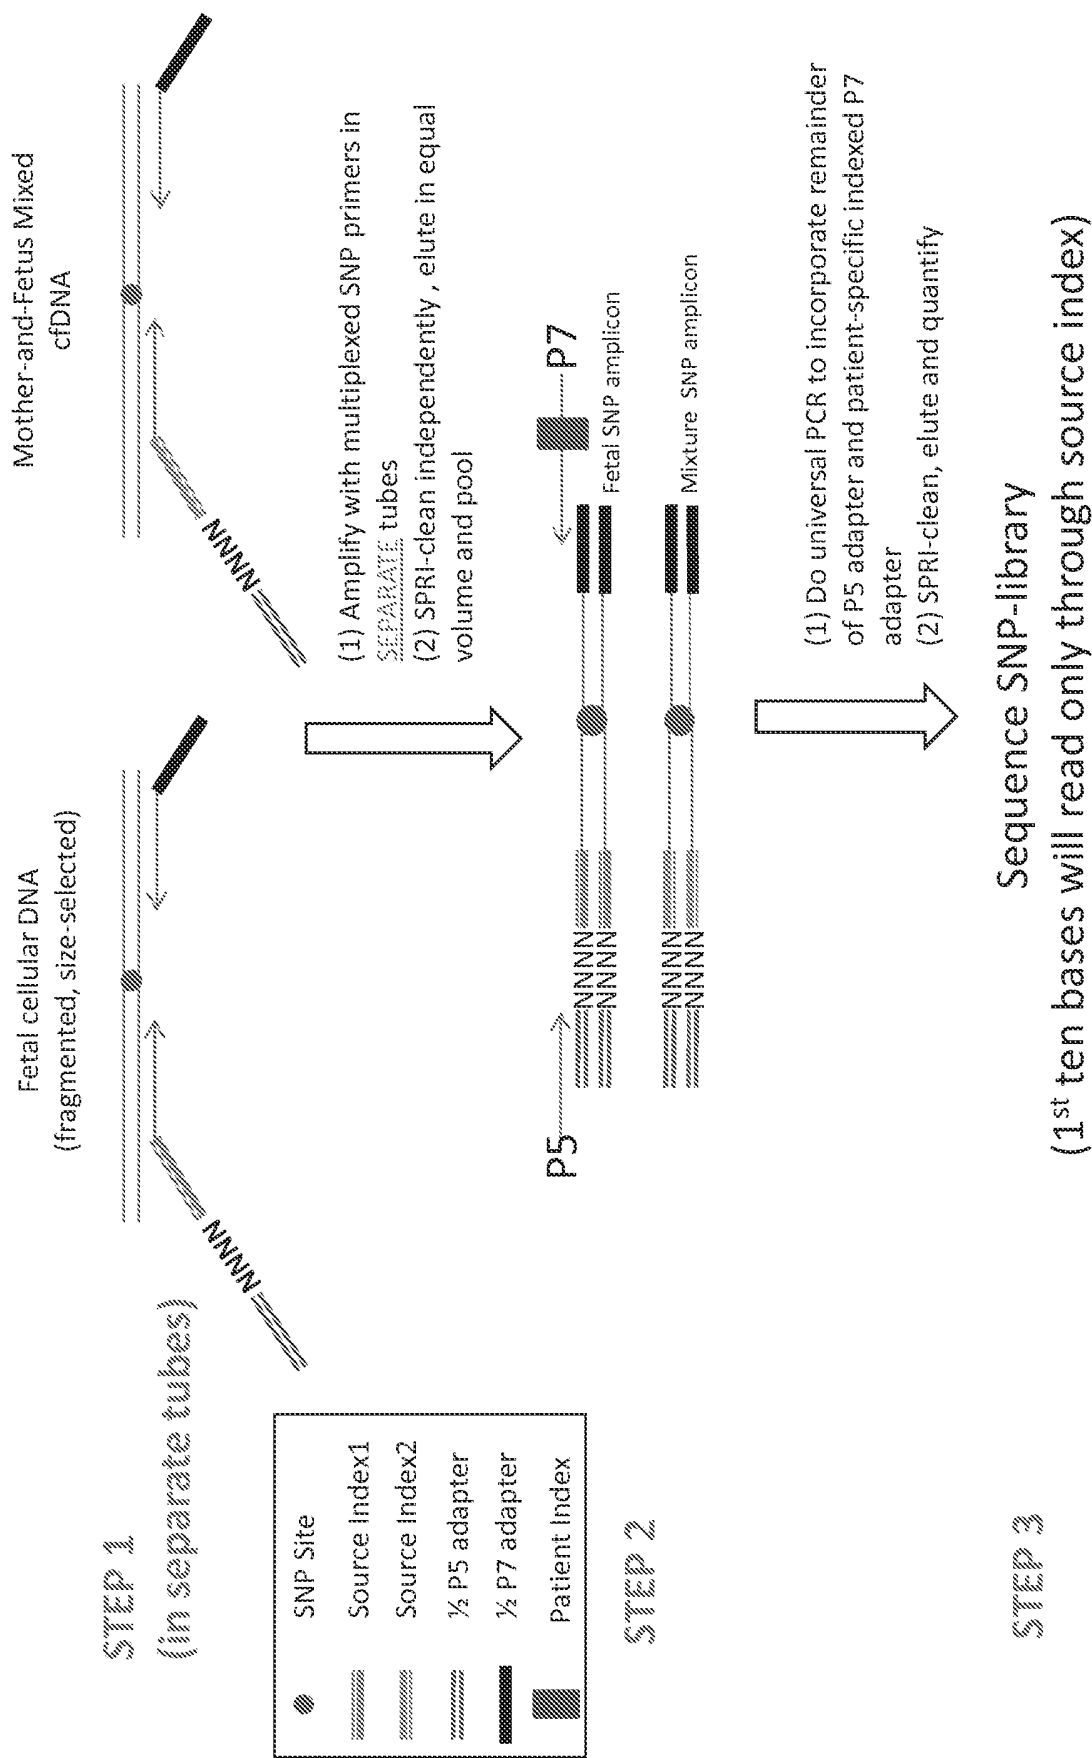 STEP 1
(in separate tubes)
Fetal cellular DNA
(fragmented, size-selected)
Mother-and-Fetus Mixed
cfDNA
NNNN
NNNN
SNP Site
Source Index1
Source Index2
½ P5 adapter
½ P7 adapter
Patient Index
(1) Amplify with multiplexed SNP primers in
SEPARATE tubes
(2) SPRI-clean independently , elute in equal
volume and pool
STEP 2
P5
P7
NNNN
NNNN
Fetal SNP amplicon
NNNN
NNNN
Mixture SNP amplicon
(1) Do universal PCR to incorporate remainder
of P5 adapter and patient-specific indexed P7
adapter
(2) SPRI-clean, elute and quantify
STEP 3
Sequence SNP-library
(1st ten bases will read only through source index)